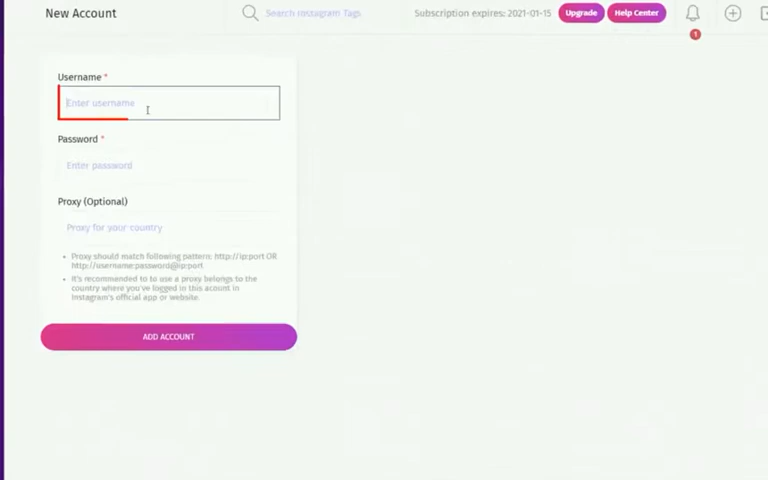 New Account
Search Instagram Tags
Subscription expires: 2021-01-15
Upgrade
Help Center
1
Username *
Enter username
Password *
Enter password
Proxy (Optional)
Proxy for your country
• Proxy should match following pattern: http://ip:port OR
http://username:password@ip:port
• It's recommended to to use a proxy belongs to the
country where you've logged in this acount in
Instagram's official app or website.
ADD ACCOUNT